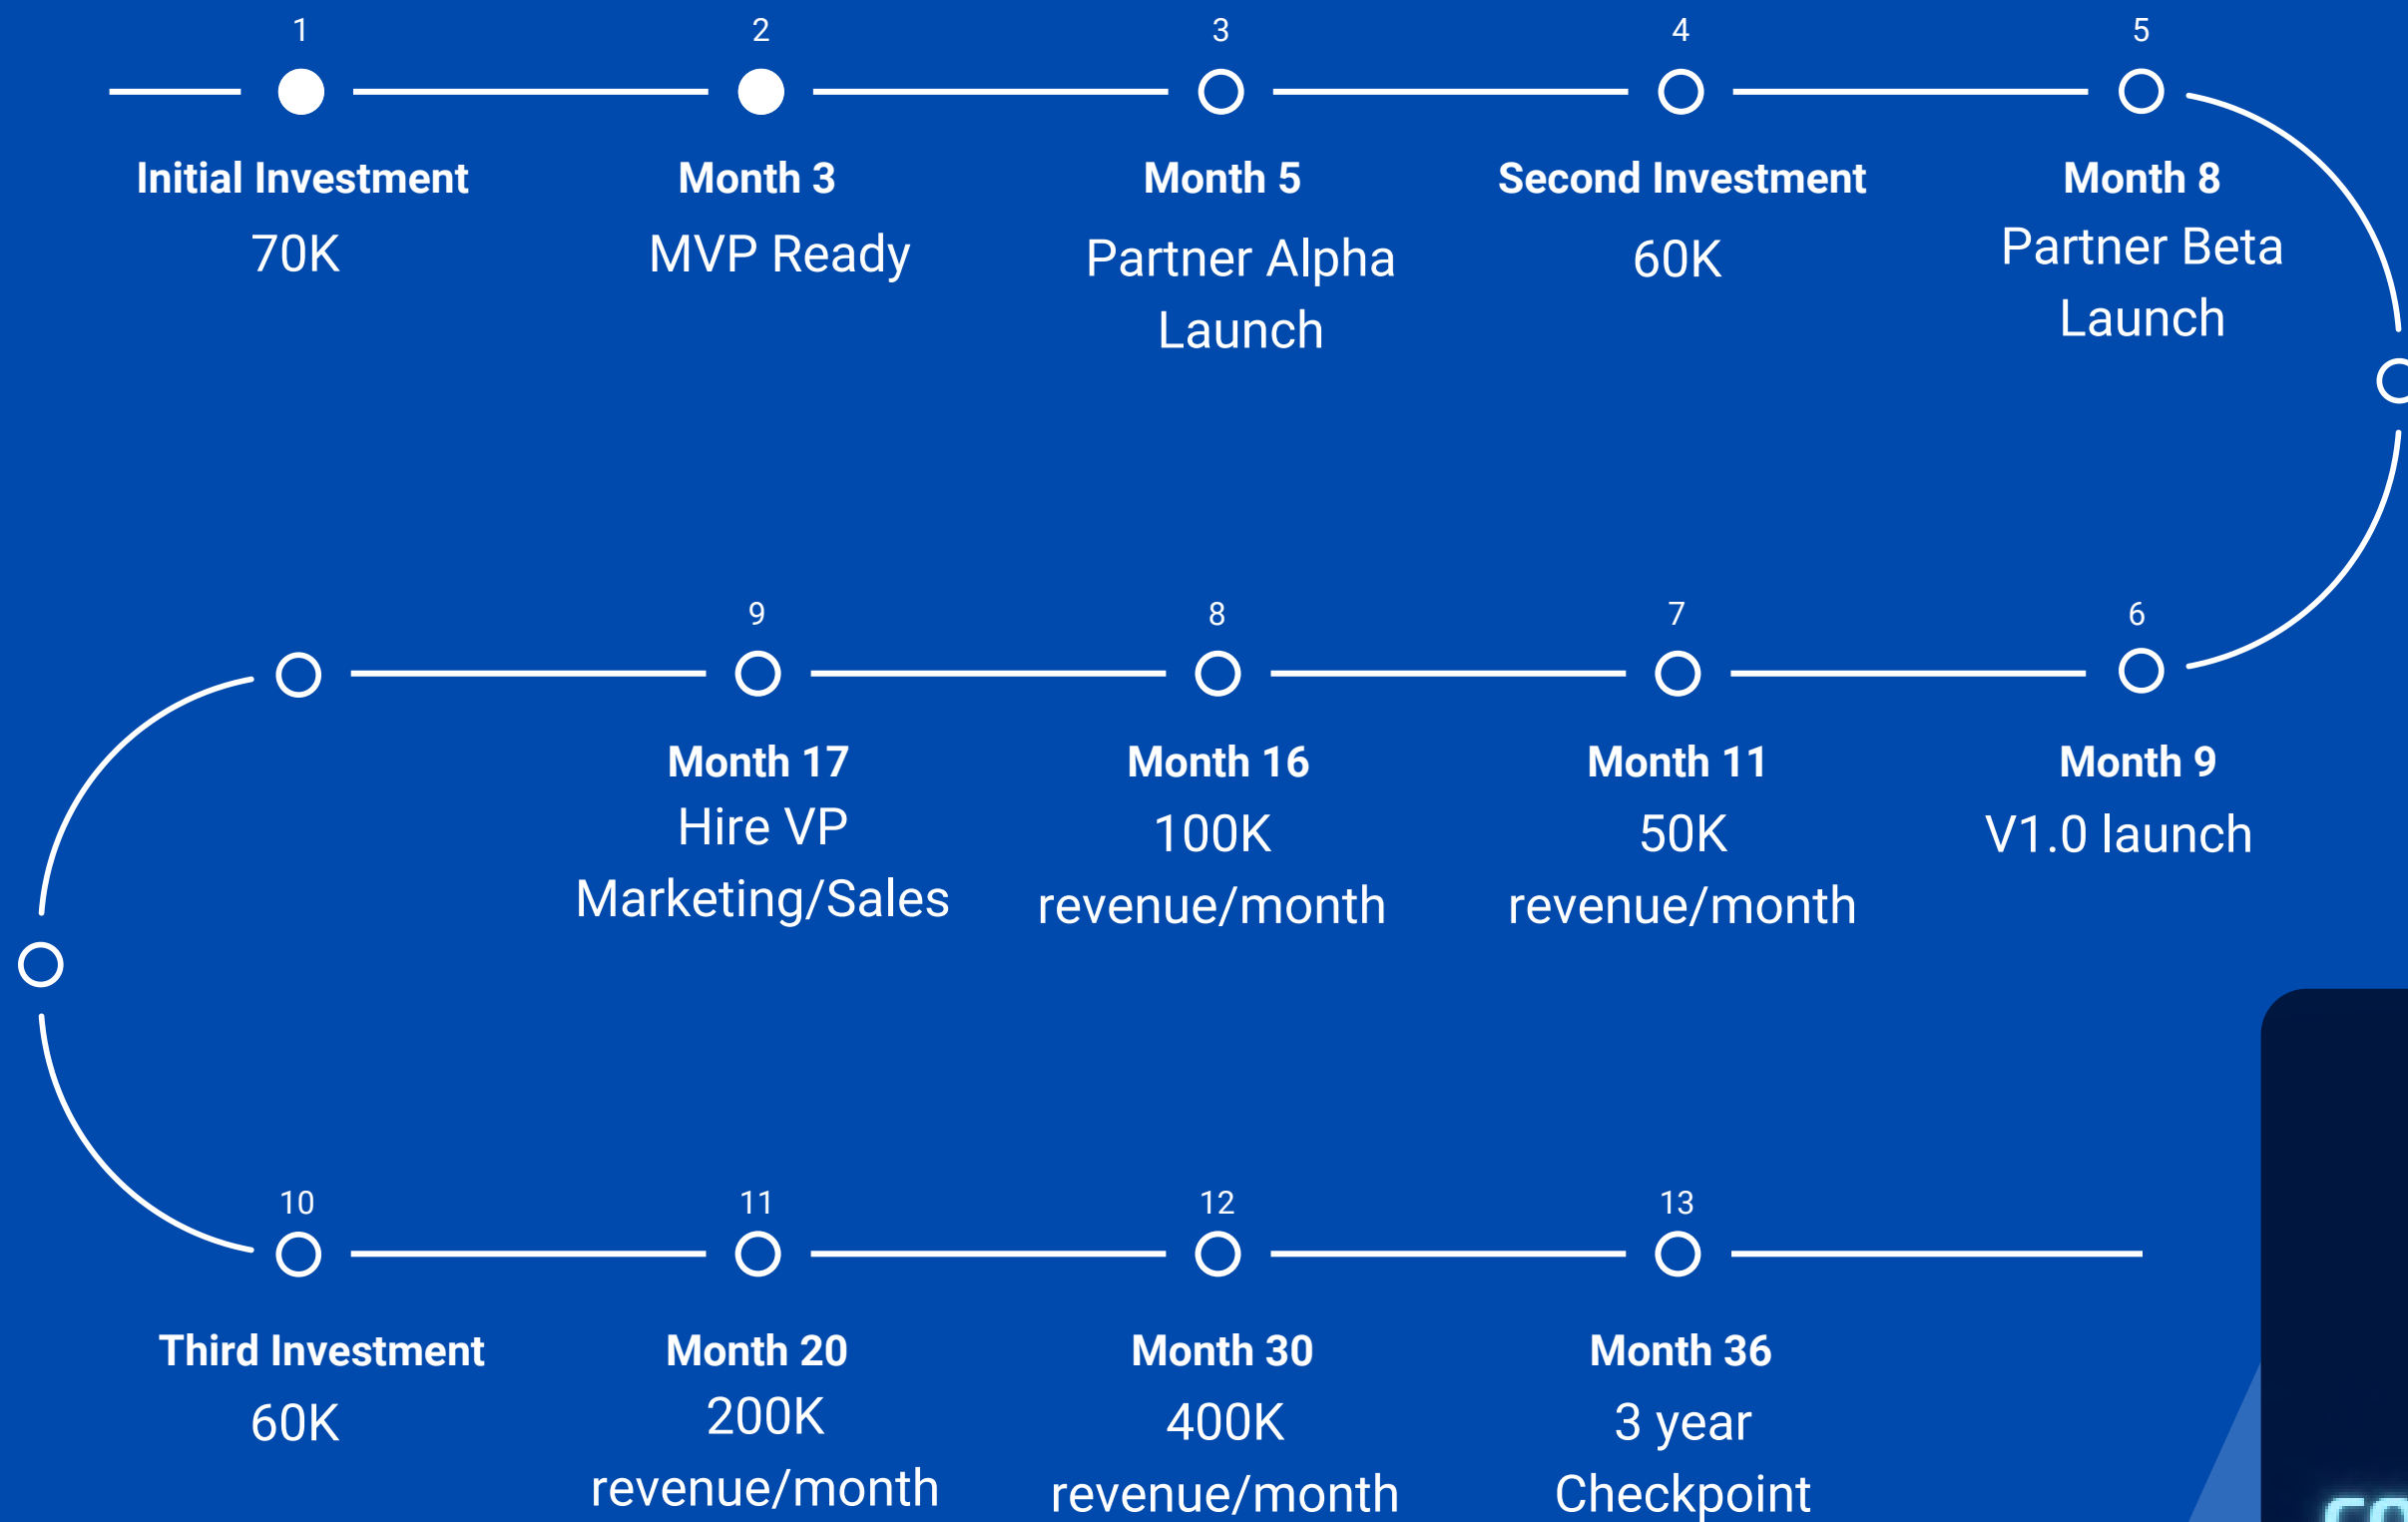 1
2
3
4
5
Initial Investment
Month 3
Month 5
Second Investment
Month 8
70K
MVP Ready
Partner Alpha
Launch
60K
Partner Beta
Launch
9
8
7
6
Month 17
Month 16
Month 11
Month 9
Hire VP
Marketing/Sales
100K
revenue/month
50K
revenue/month
V1.0 launch
10
11
12
13
Third Investment
Month 20
Month 30
Month 36
60K
200K
revenue/month
400K
revenue/month
3 year
Checkpoint